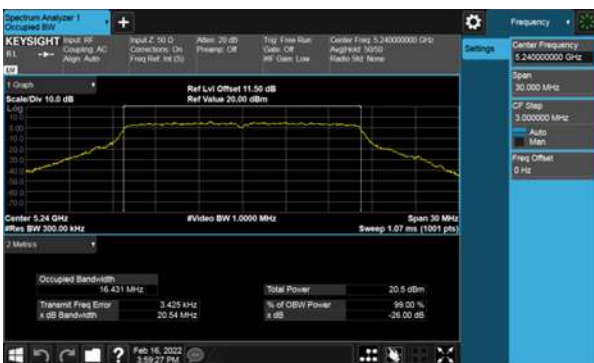 Spectrum Analyzer 1
Occupied BW
+
Frequency
KEYSIGHT Input: RF
Coupling: AC
Align: Auto
Input Z: 50 Ω
Corrections: On
Freq Ref: Int (S)
Atten: 20 dB
Preamp: Off
Trig: Free Run
Gate: Off
#IF Gain: Low
Center Freq: 5.240000000 GHz
Avg|Hold: 50/50
Radio Std: None
Settings
Center Frequency
5.240000000 GHz
Span
30.000 MHz
CF Step
3.000000 MHz
Auto
Man
Freq Offset
0 Hz
1 Graph
Scale/Div 10.0 dB
Ref Lvl Offset 11.50 dB
Ref Value 20.00 dBm
Log
10.0
0.00
-10.0
-20.0
-30.0
-40.0
-50.0
-60.0
-70.0
Center 5.24 GHz
#Res BW 300.00 kHz
#Video BW 1.0000 MHz
Span 30 MHz
Sweep 1.07 ms (1001 pts)
2 Metrics
Occupied Bandwidth
16.431 MHz
Total Power 20.5 dBm
Transmit Freq Error 3.425 kHz
% of OBW Power 99.00 %
x dB Bandwidth 20.54 MHz
x dB -26.00 dB
?
Feb 16, 2022
3:59:27 PM